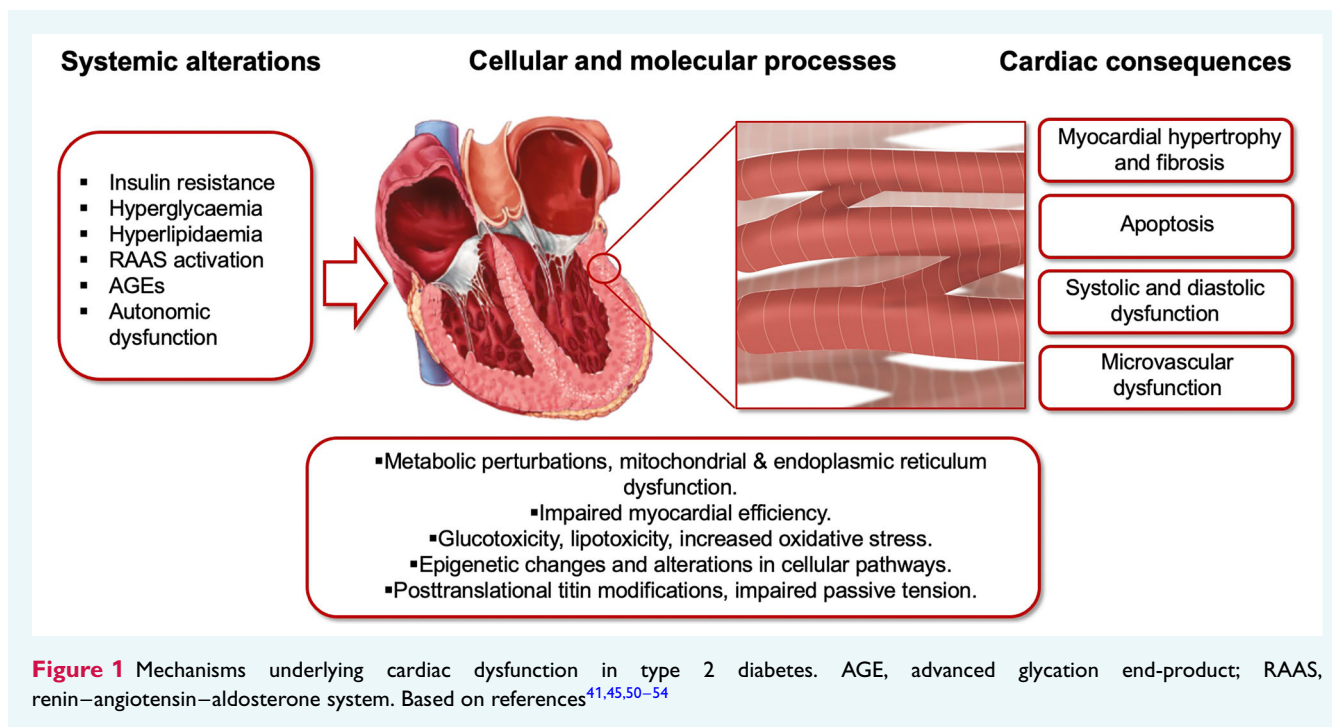 Systemic alterations
Cellular and molecular processes
Cardiac consequences
▪ Insulin resistance
▪ Hyperglycaemia
▪ Hyperlipidaemia
▪ RAAS activation
▪ AGEs
▪ Autonomic
dysfunction
Myocardial hypertrophy
and fibrosis
Apoptosis
Systolic and diastolic
dysfunction
Microvascular
dysfunction
▪Metabolic perturbations, mitochondrial & endoplasmic reticulum
dysfunction.
▪Impaired myocardial efficiency.
▪Glucotoxicity, lipotoxicity, increased oxidative stress.
▪Epigenetic changes and alterations in cellular pathways.
▪Posttranslational titin modifications, impaired passive tension.
Figure 1 Mechanisms underlying cardiac dysfunction in type 2 diabetes. AGE, advanced glycation end-product; RAAS,
renin–angiotensin–aldosterone system. Based on references41,45,50–54